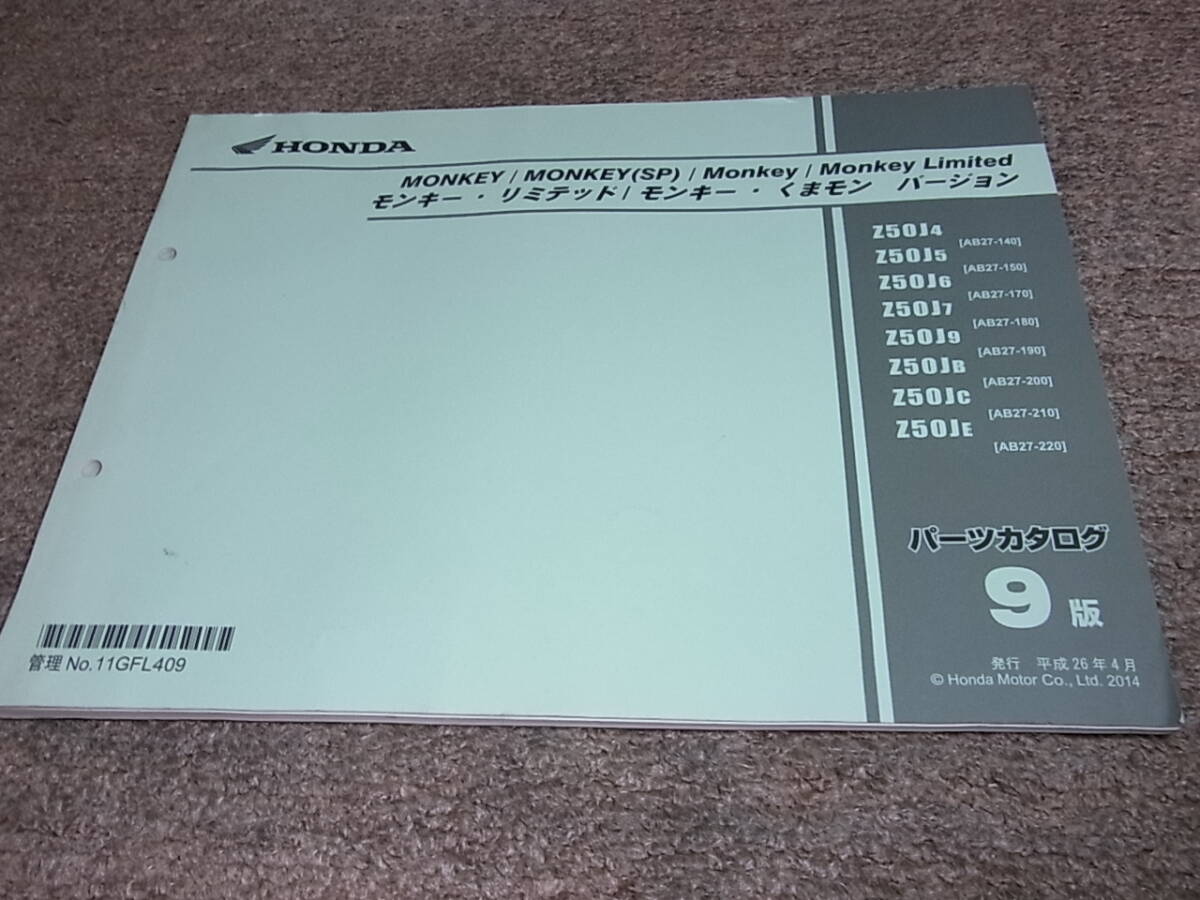 HONDA
MONKEY / MONKEY(SP) / Monkey / Monkey Limited
モンキー ・ リミテッド / モンキー ・ くまモン バージョン
Z50J4 [AB27-140]
Z50J5 [AB27-150]
Z50J6 [AB27-170]
Z50J7 [AB27-180]
Z50J9 [AB27-190]
Z50JB [AB27-200]
Z50JC [AB27-210]
Z50JE [AB27-220]
パーツカタログ
9 版
発行 平成 26 年 4 月
© Honda Motor Co., Ltd. 2014
管理 No.11GFL409